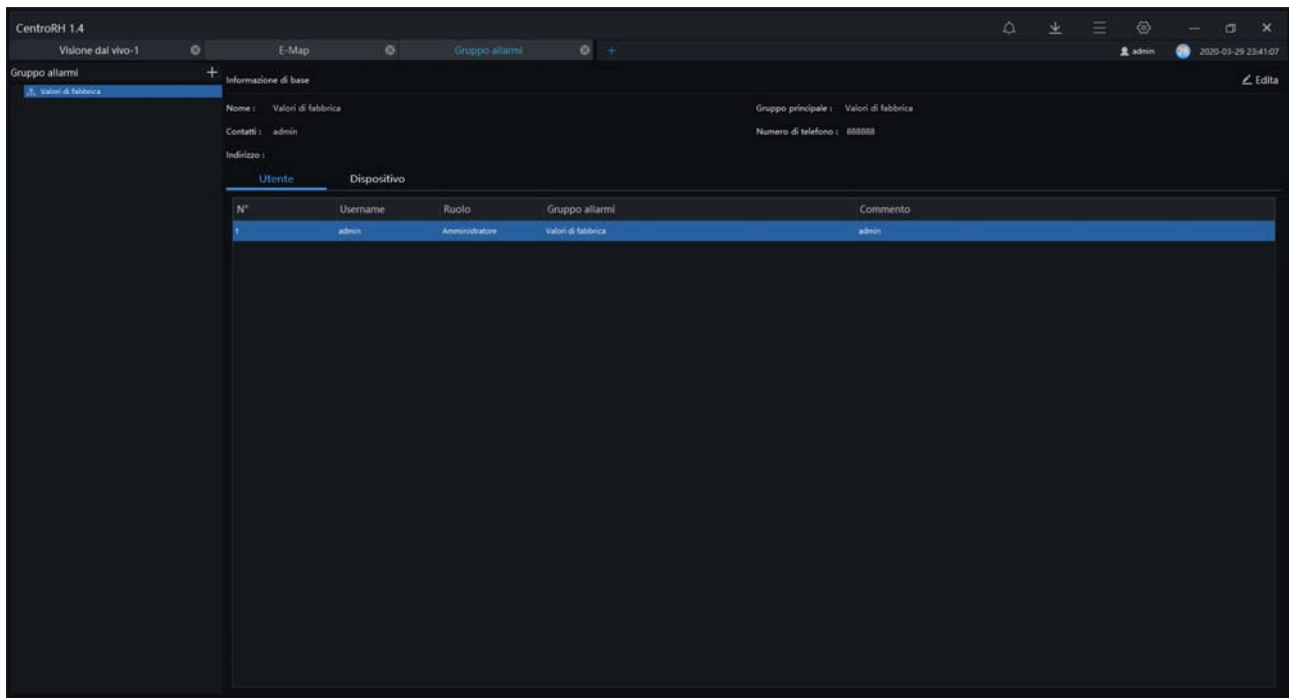 CentroRH 1.4
Visione dal vivo-1 E-Map Gruppo allarmi + admin 2020-03-29 23:41:07
Gruppo allarmi +
Valori di fabbrica
Informazione di base Edita
Nome : Valori di fabbrica Gruppo principale : Valori di fabbrica
Contatti : admin Numero di telefono : 888888
Indirizzo :
Utente Dispositivo
N° Username Ruolo Gruppo allarmi Commento
1 admin Amministratore Valori di fabbrica admin